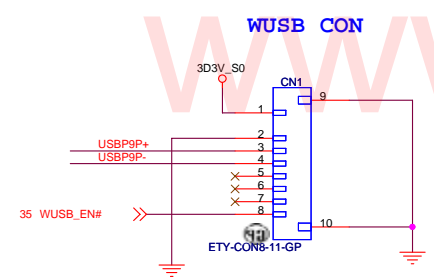 WUSB CON
3D3V_S0
CN1
9
1
2
USBP9P+ 3
USBP9P- 4
5
6
7
35 WUSB_EN# 8
10
ETY-CON8-11-GP